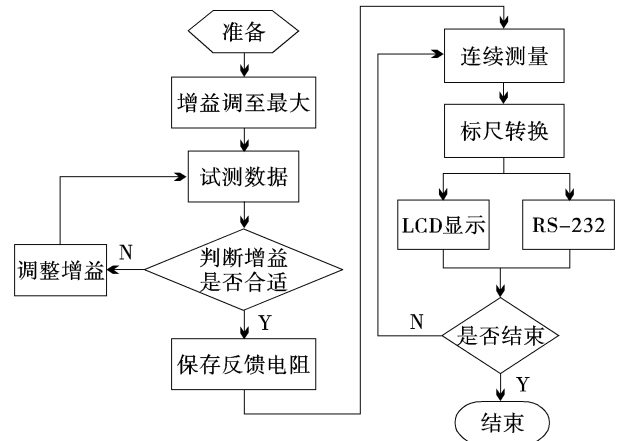 准备
增益调至最大
试测数据
判断增益
是否合适
N
调整增益
Y
保存反馈电阻
连续测量
标尺转换
LCD显示
RS-232
是否结束
N
Y
结束